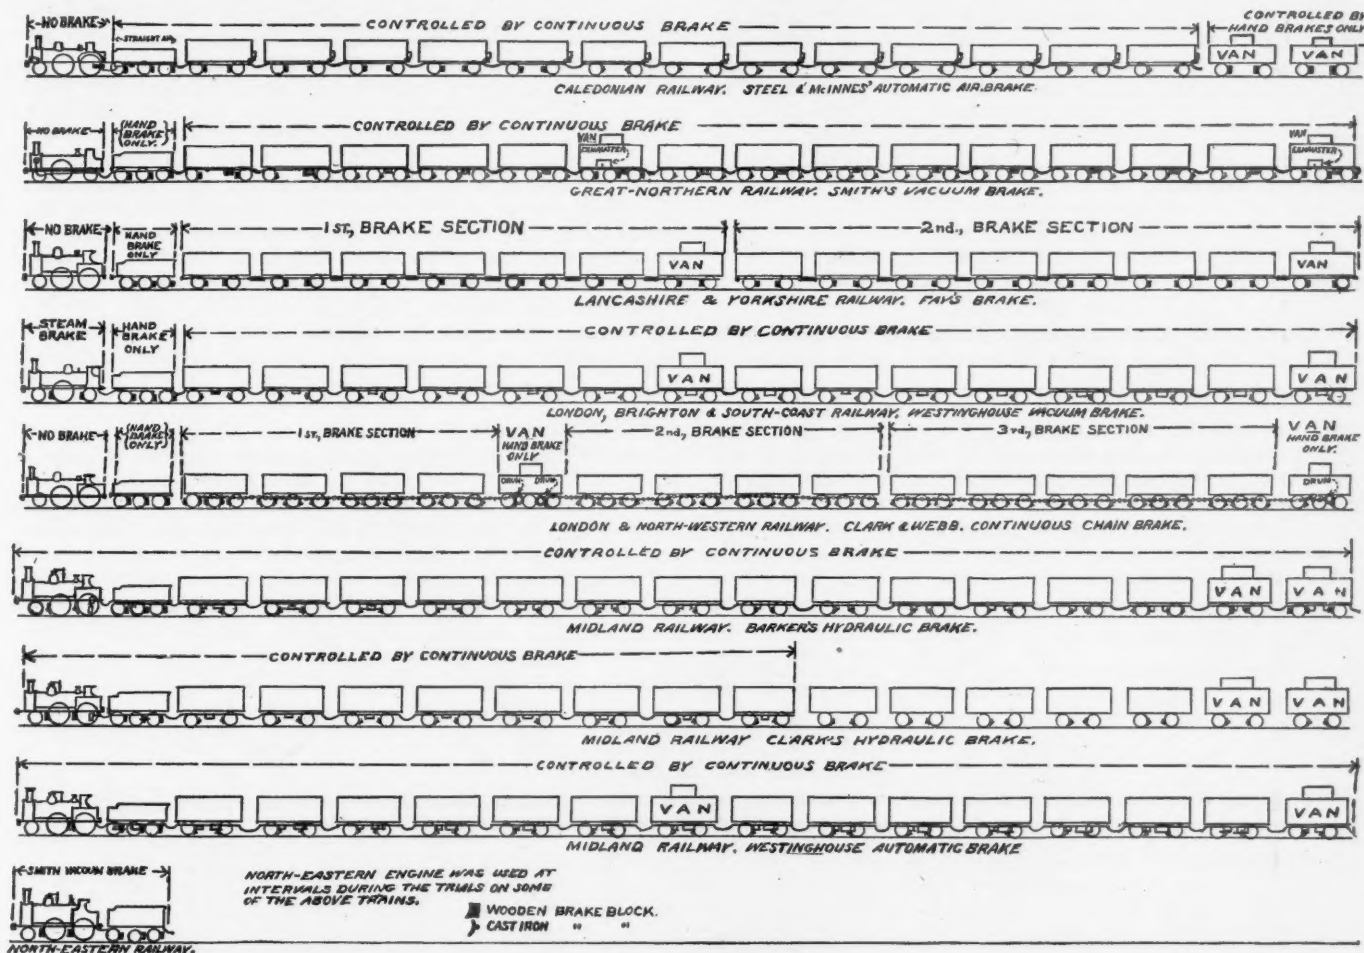 NO BRAKE
CONTROLLED BY CONTINUOUS BRAKE
CONTROLLED BY
HAND BRAKES ONLY
STRAIGHT AIR
VAN VAN
CALEDONIAN RAILWAY. STEEL & McINNES' AUTOMATIC AIR BRAKE.
NO BRAKE
(HAND
BRAKE
ONLY.)
CONTROLLED BY CONTINUOUS BRAKE
VAN
EXHAUSTER
VAN
EXHAUSTER
GREAT-NORTHERN RAILWAY. SMITH'S VACUUM BRAKE.
NO BRAKE
HAND
BRAKE
ONLY
1ST, BRAKE SECTION
2nd., BRAKE SECTION
VAN VAN
LANCASHIRE & YORKSHIRE RAILWAY. FAY'S BRAKE.
STEAM
BRAKE
HAND
BRAKE
ONLY
CONTROLLED BY CONTINUOUS BRAKE
VAN VAN
LONDON, BRIGHTON & SOUTH-COAST RAILWAY. WESTINGHOUSE VACUUM BRAKE.
NO BRAKE
(HAND
BRAKE
ONLY)
1ST, BRAKE SECTION
VAN
HAND BRAKE
ONLY
2nd., BRAKE SECTION
3rd., BRAKE SECTION
VAN
HAND BRAKE
ONLY.
DRUM DRUM DRUM
LONDON & NORTH-WESTERN RAILWAY. CLARK & WEBB. CONTINUOUS CHAIN BRAKE.
CONTROLLED BY CONTINUOUS BRAKE
VAN VAN
MIDLAND RAILWAY. BARKER'S HYDRAULIC BRAKE.
CONTROLLED BY CONTINUOUS BRAKE
VAN VAN
MIDLAND RAILWAY CLARK'S HYDRAULIC BRAKE.
CONTROLLED BY CONTINUOUS BRAKE
VAN VAN
MIDLAND RAILWAY. WESTINGHOUSE AUTOMATIC BRAKE
SMITH VACUUM BRAKE
NORTH-EASTERN ENGINE WAS USED AT
INTERVALS DURING THE TRIALS ON SOME
OF THE ABOVE TRAINS.
WOODEN BRAKE BLOCK.
CAST IRON " "
NORTH-EASTERN RAILWAY.